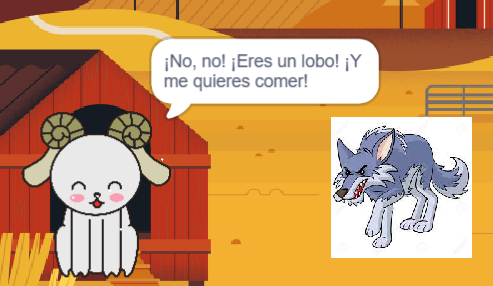 ¡No, no! ¡Eres un lobo! ¡Y
me quieres comer!